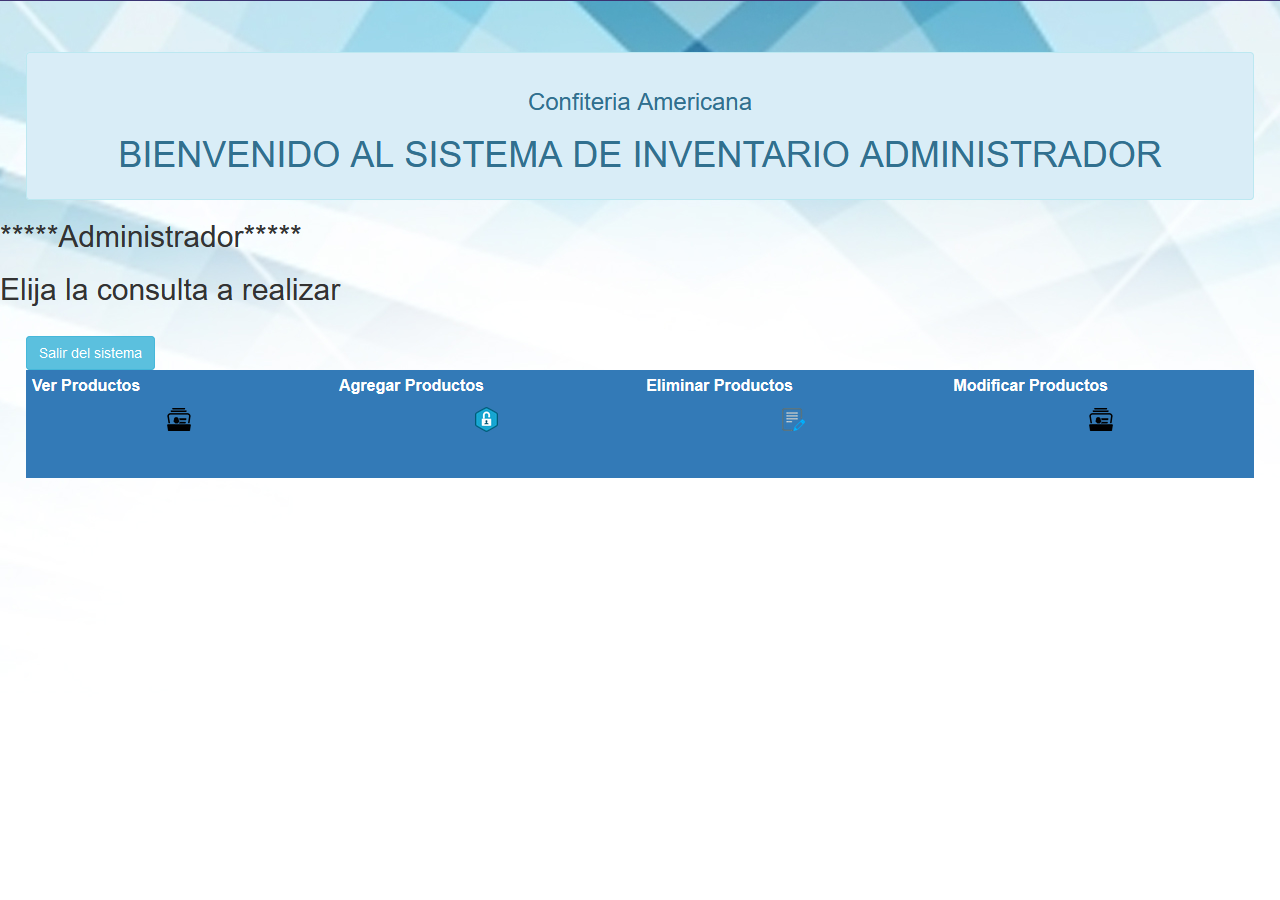 Confiteria Americana
BIENVENIDO AL SISTEMA DE INVENTARIO ADMINISTRADOR
*****Administrador*****
Elija la consulta a realizar
Salir del sistema
Ver Productos Agregar Productos Eliminar Productos Modificar Productos